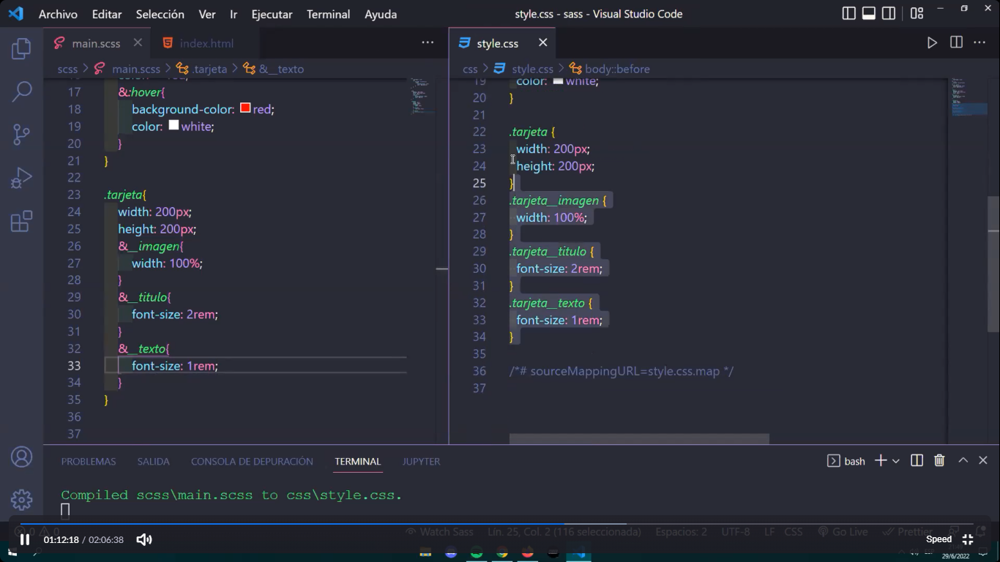 Archivo Editar Selección Ver Ir Ejecutar Terminal Ayuda style.css - sass - Visual Studio Code
main.scss index.html
scss > main.scss > .tarjeta > &__texto
17 &:hover{
18 background-color: red;
19 color: white;
20 }
21 }
22
23 .tarjeta{
24 width: 200px;
25 height: 200px;
26 &__imagen{
27 width: 100%;
28 }
29 &__titulo{
30 font-size: 2rem;
31 }
32 &__texto{
33 font-size: 1rem;
34 }
35 }
36
37
style.css
css > style.css > body::before
19 color: white;
20 }
21
22 .tarjeta {
23 width: 200px;
24 height: 200px;
25 }
26 .tarjeta__imagen {
27 width: 100%;
28 }
29 .tarjeta__titulo {
30 font-size: 2rem;
31 }
32 .tarjeta__texto {
33 font-size: 1rem;
34 }
35
36 /*# sourceMappingURL=style.css.map */
37
PROBLEMAS SALIDA CONSOLA DE DEPURACIÓN TERMINAL JUPYTER bash
Compiled scss\main.scss to css\style.css.
0 0 Watch Sass Lín. 25, Col. 2 (116 seleccionada) Espacios: 2 UTF-8 LF CSS Go Live Prettier
01:12:18 / 02:06:38 Speed
29/6/2022